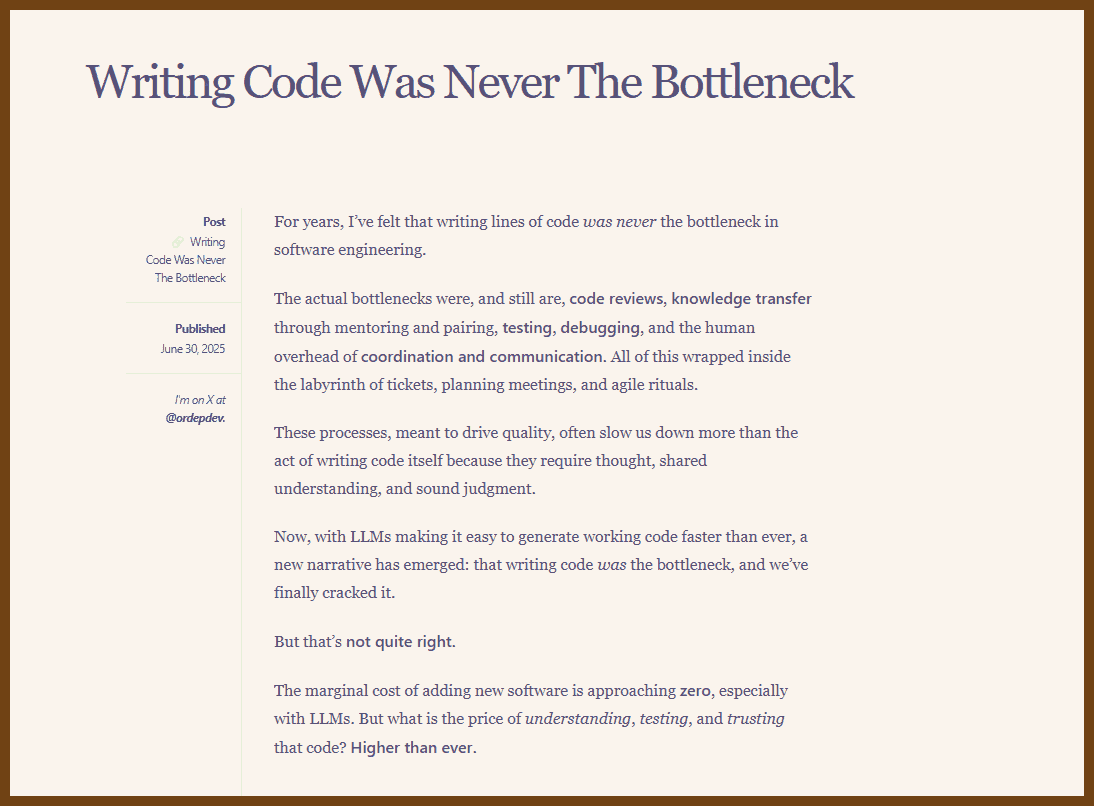 Writing Code Was Never The Bottleneck
Post
Writing
Code Was Never
The Bottleneck
Published
June 30, 2025
I'm on X at
@ordepdev.
For years, I’ve felt that writing lines of code was never the bottleneck in
software engineering.
The actual bottlenecks were, and still are, code reviews, knowledge transfer
through mentoring and pairing, testing, debugging, and the human
overhead of coordination and communication. All of this wrapped inside
the labyrinth of tickets, planning meetings, and agile rituals.
These processes, meant to drive quality, often slow us down more than the
act of writing code itself because they require thought, shared
understanding, and sound judgment.
Now, with LLMs making it easy to generate working code faster than ever, a
new narrative has emerged: that writing code was the bottleneck, and we’ve
finally cracked it.
But that’s not quite right.
The marginal cost of adding new software is approaching zero, especially
with LLMs. But what is the price of understanding, testing, and trusting
that code? Higher than ever.